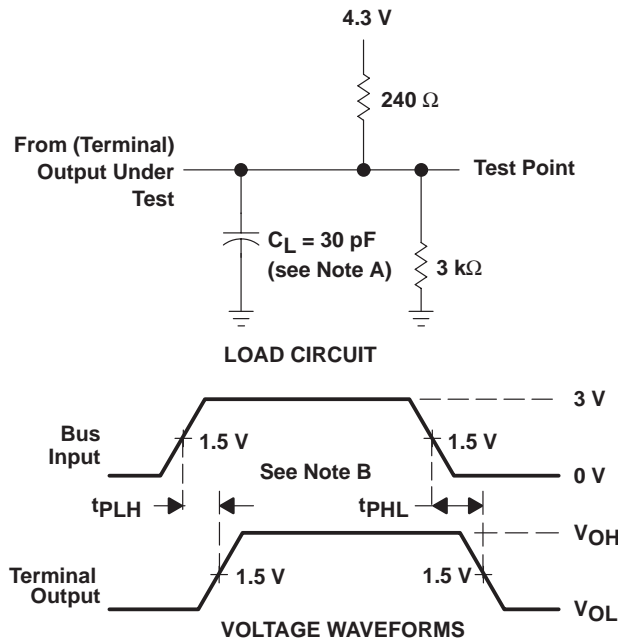 4.3 V
240 Ω
From (Terminal)
Output Under
Test
Test Point
CL = 30 pF
(see Note A)
3 kΩ
LOAD CIRCUIT
3 V
Bus
Input
1.5 V
1.5 V
See Note B
0 V
tPLH
tPHL
VOH
Terminal
Output
1.5 V
1.5 V
VOL
VOLTAGE WAVEFORMS